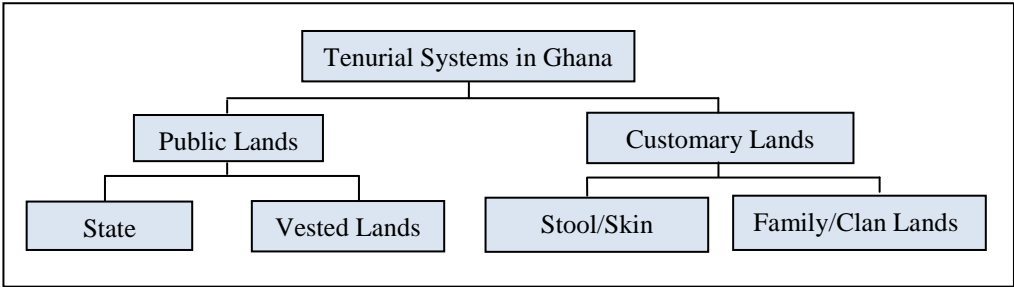 Tenurial Systems in Ghana
Public Lands
Customary Lands
State
Vested Lands
Stool/Skin
Family/Clan Lands